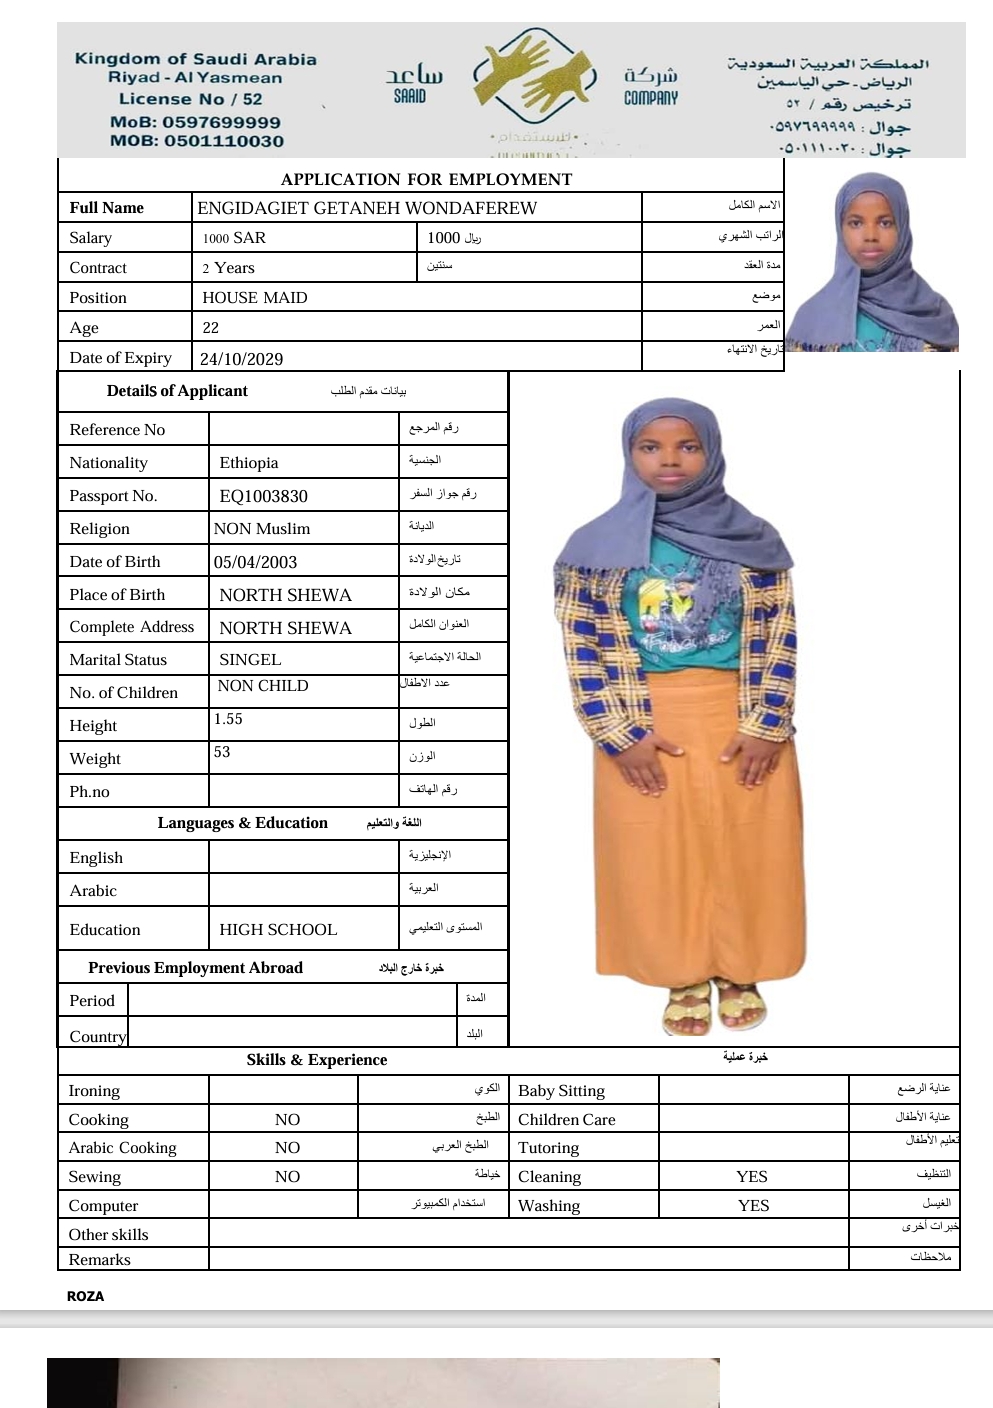 Kingdom of Saudi Arabia
Riyad - Al Yasmean
License No / 52
MoB: 0597699999
MOB: 0501110030
ساعد
SAAID
شركة
COMPANY
للاستقدام
المملكة العربية السعودية
الرياض - حي الياسمين
ترخيص رقم / ٥٢
جوال : ٠٥٩٧٦٩٩٩٩٩
جوال : ٠٥٠١١١٠٠٣٠
APPLICATION FOR EMPLOYMENT
Full Name ENGIDAGIET GETANEH WONDAFEREW الاسم الكامل
Salary 1000 SAR 1000 ريال الراتب الشهري
Contract 2 Years سنتين مدة العقد
Position HOUSE MAID موضع
Age 22 العمر
Date of Expiry 24/10/2029 تاريخ الانتهاء
Details of Applicant بيانات مقدم الطلب
Reference No رقم المرجع
Nationality Ethiopia الجنسية
Passport No. EQ1003830 رقم جواز السفر
Religion NON Muslim الديانة
Date of Birth 05/04/2003 تاريخ الولادة
Place of Birth NORTH SHEWA مكان الولادة
Complete Address NORTH SHEWA العنوان الكامل
Marital Status SINGEL الحالة الاجتماعية
No. of Children NON CHILD عدد الاطفال
Height 1.55 الطول
Weight 53 الوزن
Ph.no رقم الهاتف
Languages & Education اللغة والتعليم
English الإنجليزية
Arabic العربية
Education HIGH SCHOOL المستوى التعليمي
Previous Employment Abroad خبرة خارج البلاد
Period المدة
Country البلد
Skills & Experience خبرة عملية
Ironing الكوي Baby Sitting عناية الرضع
Cooking NO الطبخ Children Care عناية الأطفال
Arabic Cooking NO الطبخ العربي Tutoring تعليم الأطفال
Sewing NO خياطة Cleaning YES التنظيف
Computer استخدام الكمبيوتر Washing YES الغيسل
Other skills خبرات أخرى
Remarks ملاحظات
ROZA